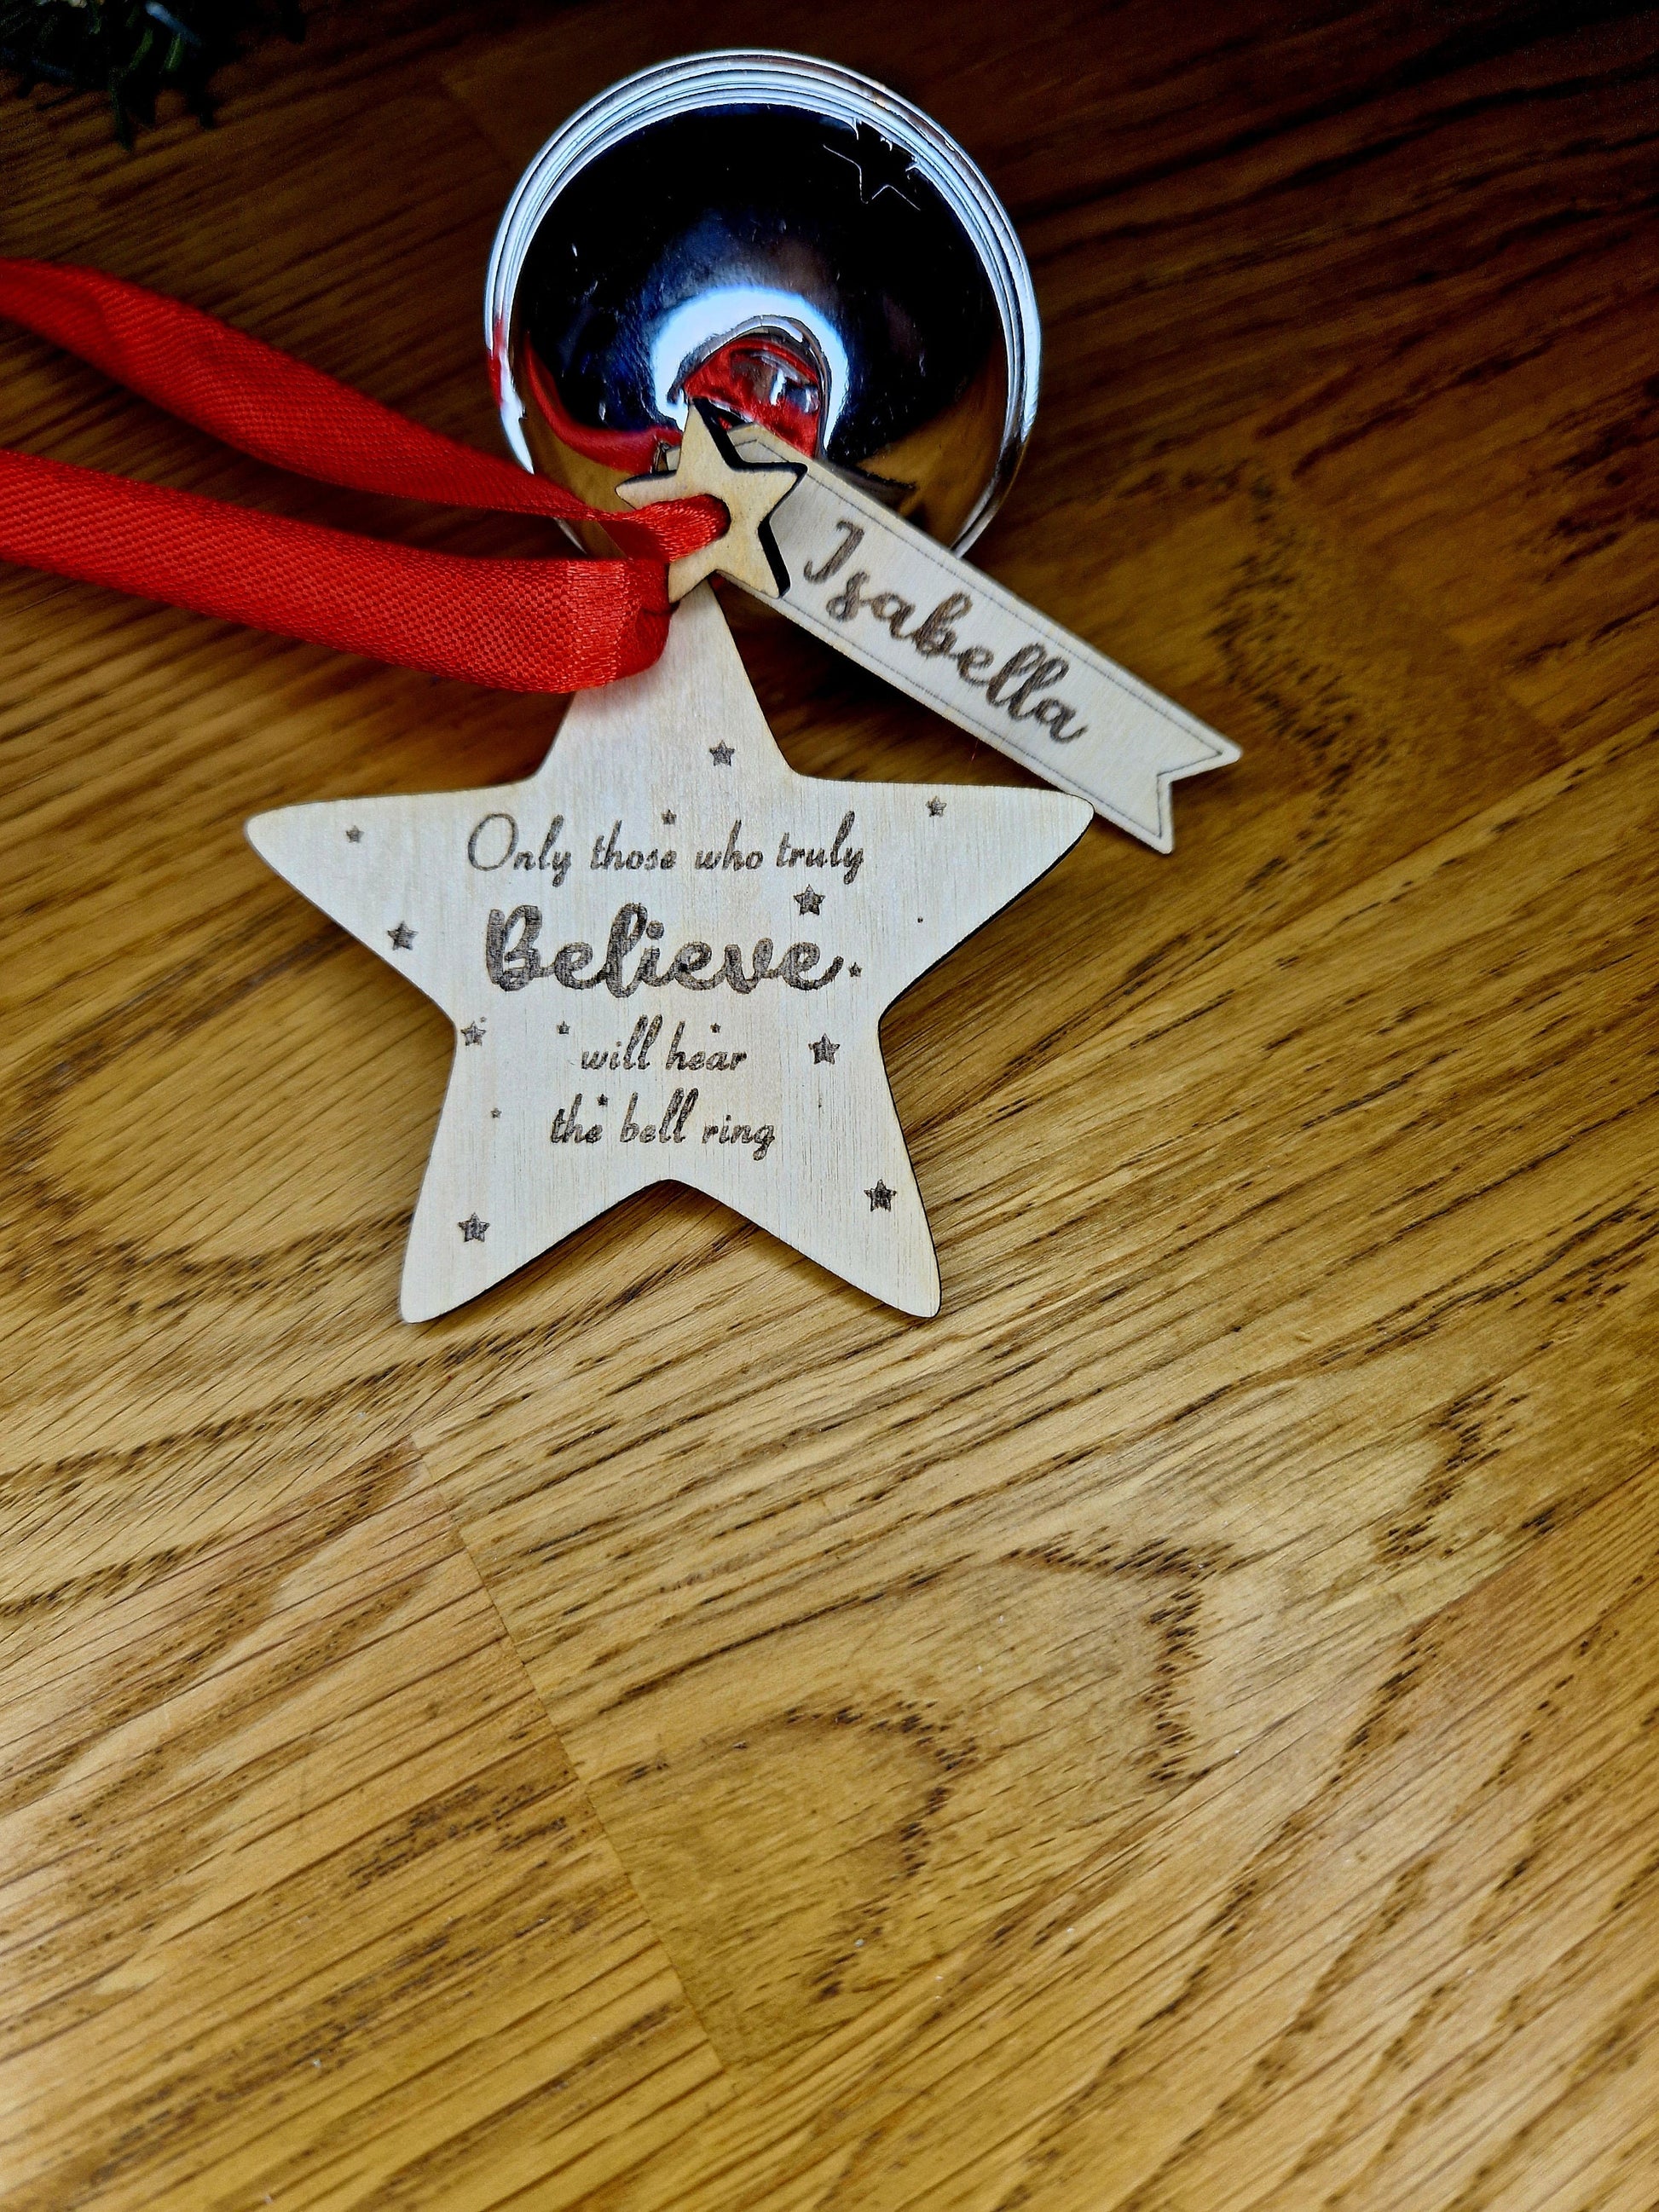 Isabella
Only those who truly
Believe
will hear
the bell ring